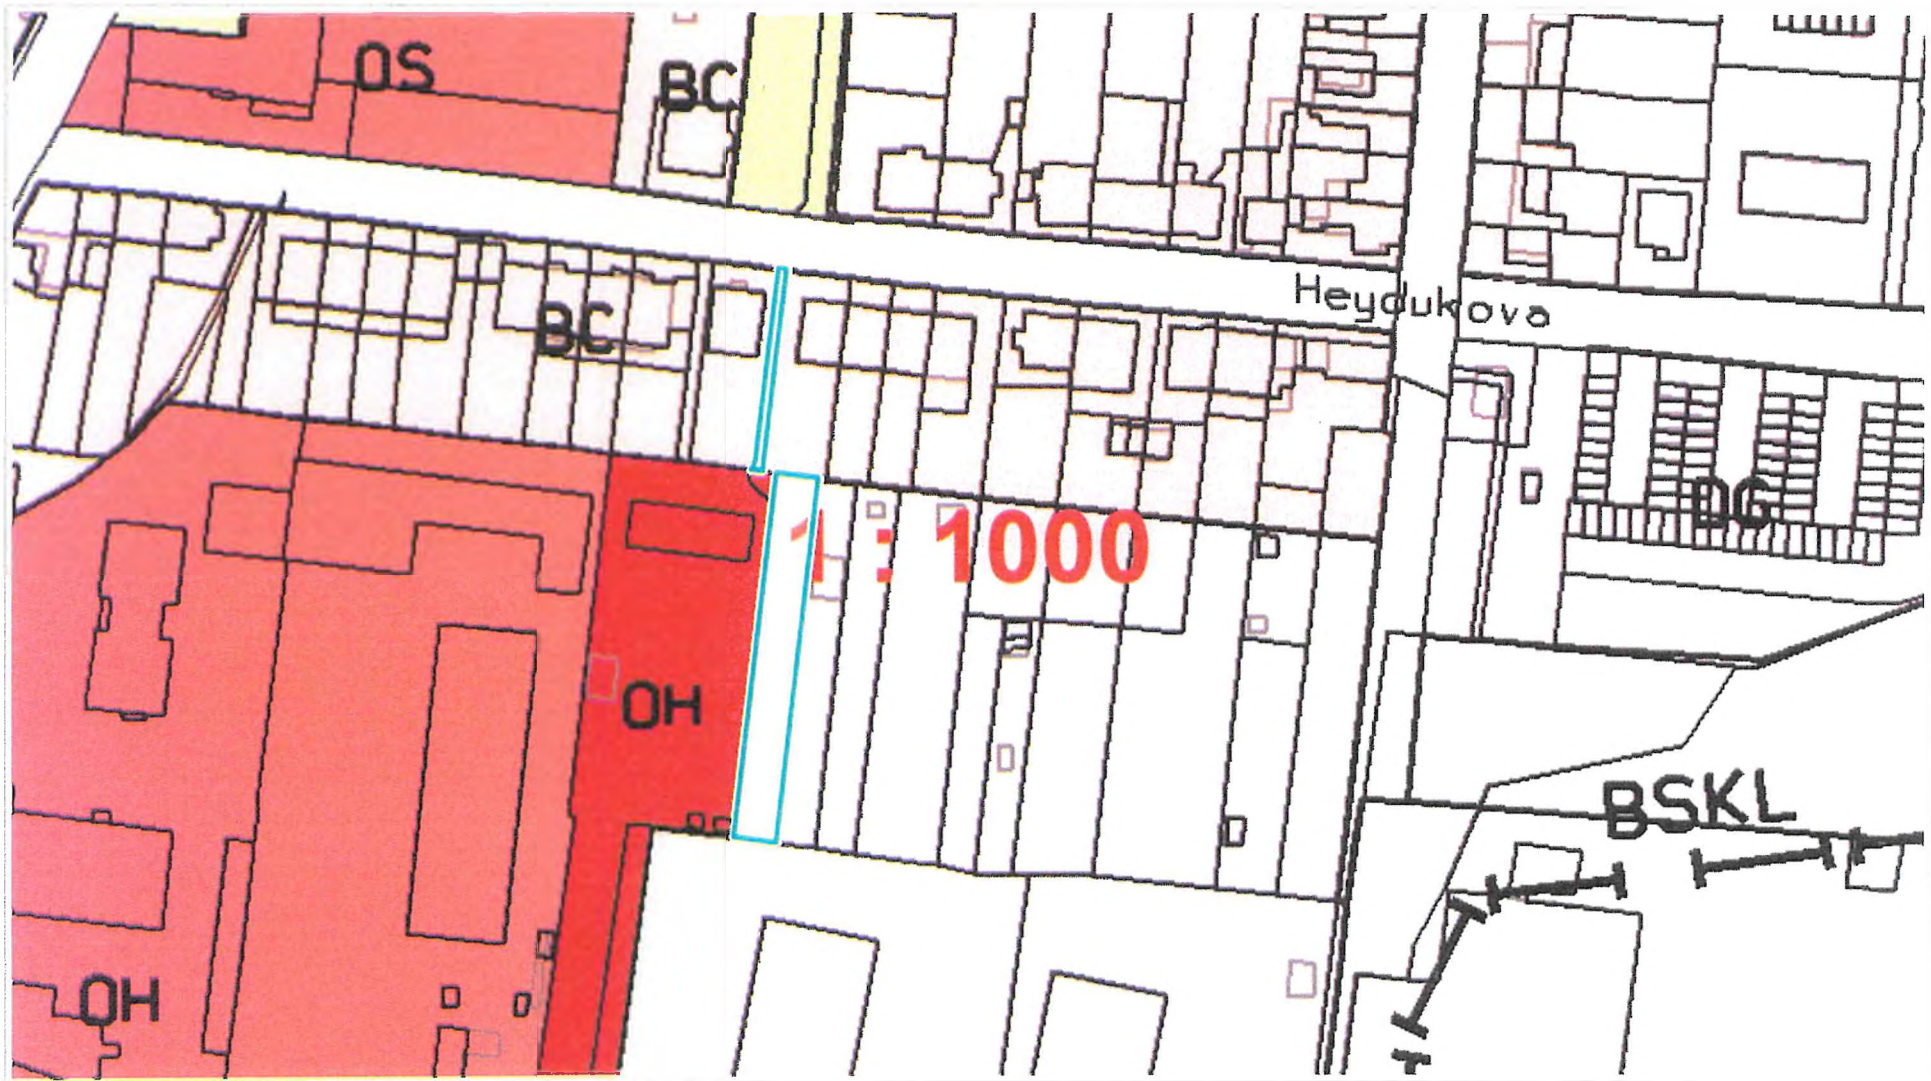 OS
BC
Heydukova
BC
DG
1 : 1000
OH
BSKL
OH